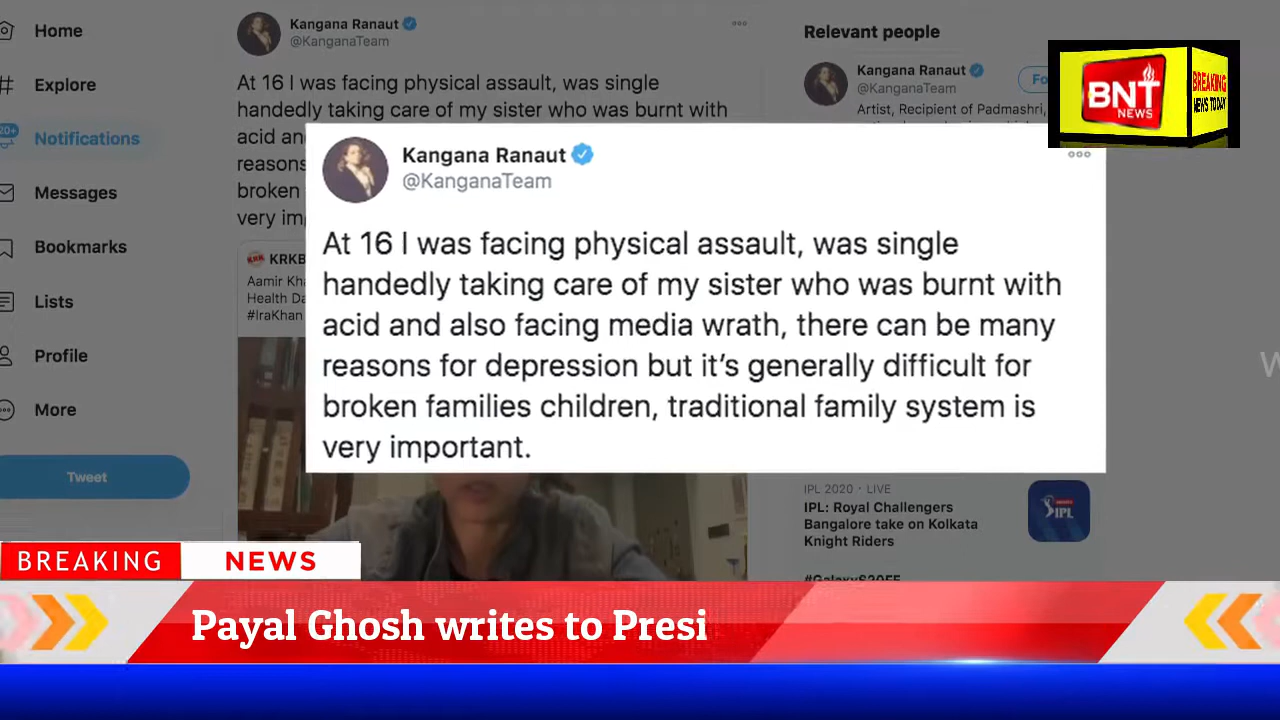 Home
Explore
20+
Notifications
Messages
Bookmarks
Lists
Profile
More
Tweet
Kangana Ranaut
@KanganaTeam
At 16 I was facing physical assault, was single
handedly taking care of my sister who was burnt with
acid an
reasons
broken
very im
KRK
Aamir Kh
Health Da
#IraKhan
Kangana Ranaut
@KanganaTeam
At 16 I was facing physical assault, was single
handedly taking care of my sister who was burnt with
acid and also facing media wrath, there can be many
reasons for depression but it's generally difficult for
broken families children, traditional family system is
very important.
Relevant people
Kangana Ranaut
@KanganaTeam
Fo
Artist, Recipient of Padmashri,
BNT
NEWS
BREAKING
NEWS TODAY
W
IPL 2020 · LIVE
IPL: Royal Challengers
Bangalore take on Kolkata
Knight Riders
IPL
BREAKING NEWS
Payal Ghosh writes to Presi